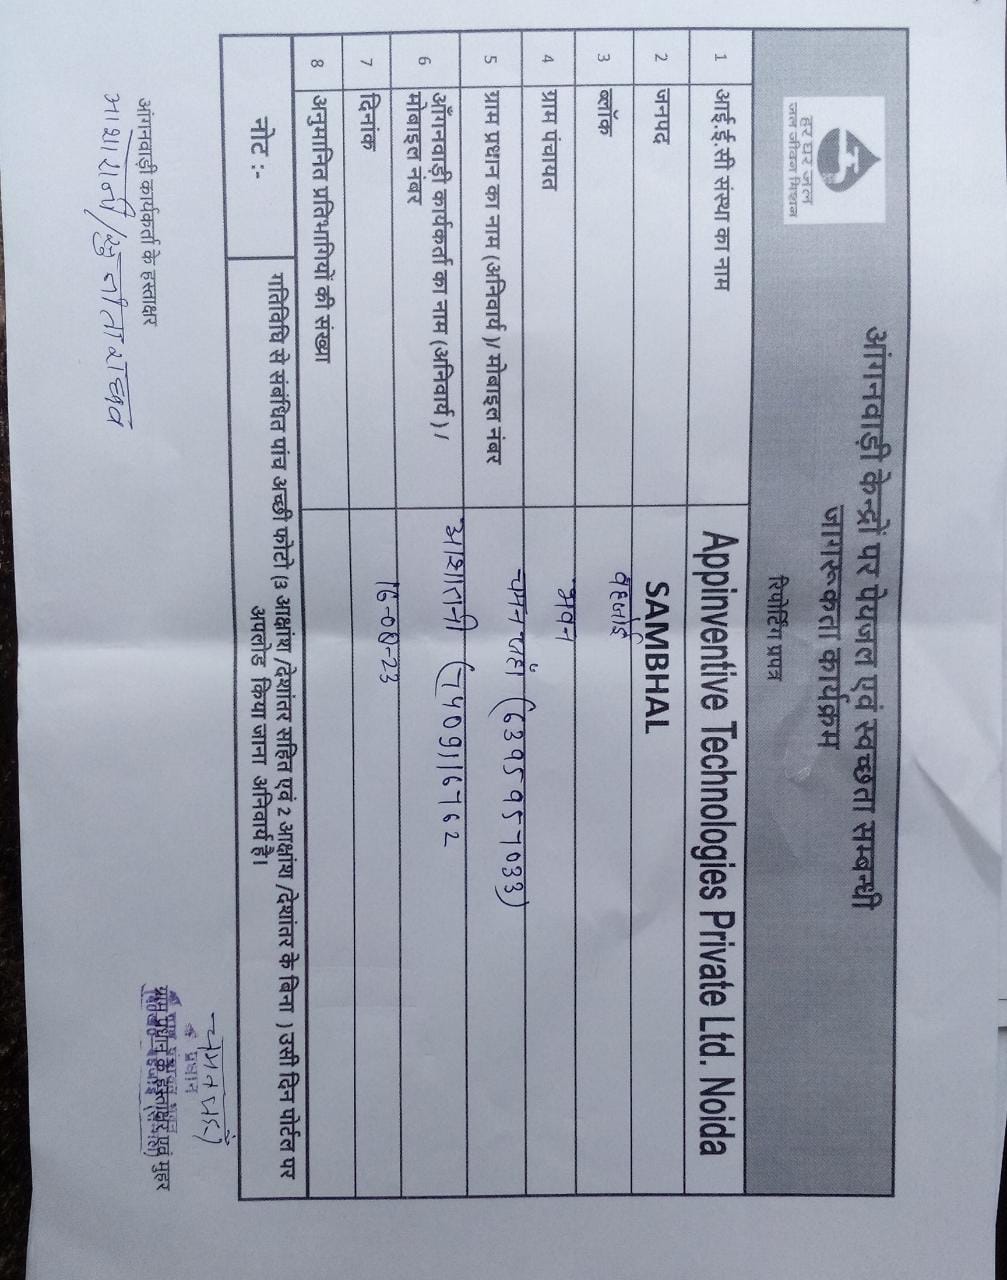 हर घर जल
जल जीवन मिशन
आंगनवाड़ी केन्द्रों पर पेयजल एवं स्वच्छता सम्बन्धी
जागरूकता कार्यक्रम
रिपोर्टिंग प्रपत्र
1 आई.ई.सी संस्था का नाम Appinventive Technologies Private Ltd. Noida
2 जनपद SAMBHAL
3 ब्लॉक बहजोई
4 ग्राम पंचायत भवन
5 ग्राम प्रधान का नाम (अनिवार्य )/ मोबाइल नंबर (6395957033)
6 आँगनवाड़ी कार्यकर्ता का नाम (अनिवार्य ) / (7409116762
मोबाइल नंबर
7 दिनांक 16-08-23
8 अनुमानित प्रतिभागियों की संख्या
नोट :- गतिविधि से संबंधित पांच अच्छी फोटो (3 आक्षांश /देशांतर सहित एवं 2 आक्षांश /देशांतर के बिना ) उसी दिन पोर्टल पर
अपलोड किया जाना अनिवार्य है।
आंगनवाड़ी कार्यकर्ता के हस्ताक्षर
प्रधान
ग्राम प्रधान के हस्ताक्षर एवं मुहर